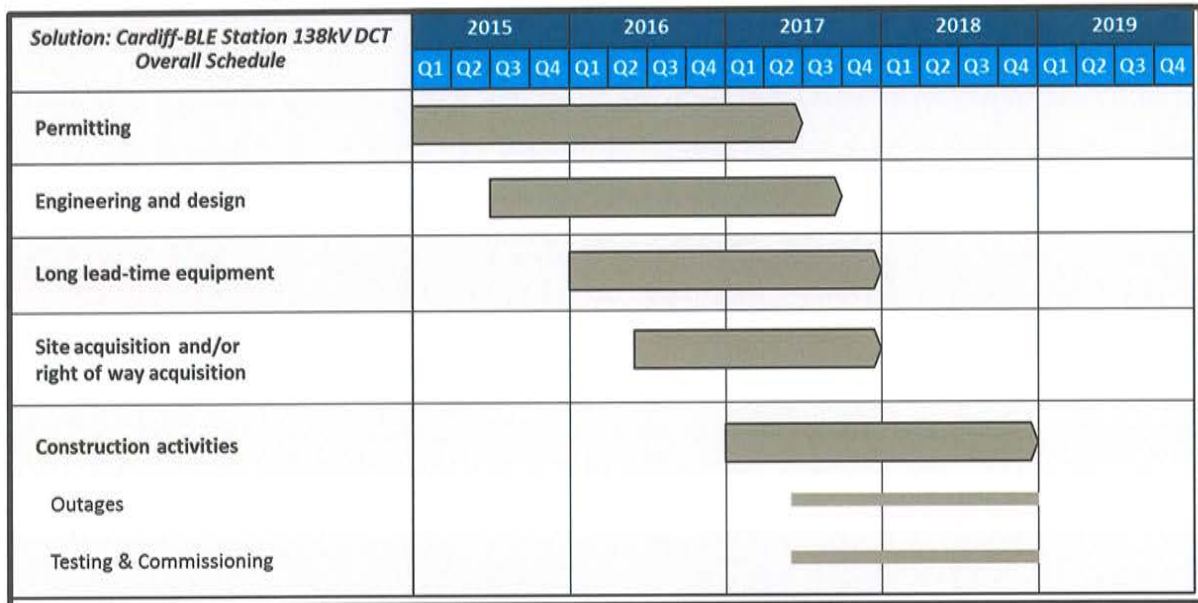 Solution: Cardiff-BLE Station 138kV DCT
Overall Schedule
2015 2016 2017 2018 2019
Q1 Q2 Q3 Q4 Q1 Q2 Q3 Q4 Q1 Q2 Q3 Q4 Q1 Q2 Q3 Q4 Q1 Q2 Q3 Q4
Permitting
Engineering and design
Long lead-time equipment
Site acquisition and/or
right of way acquisition
Construction activities
Outages
Testing & Commissioning